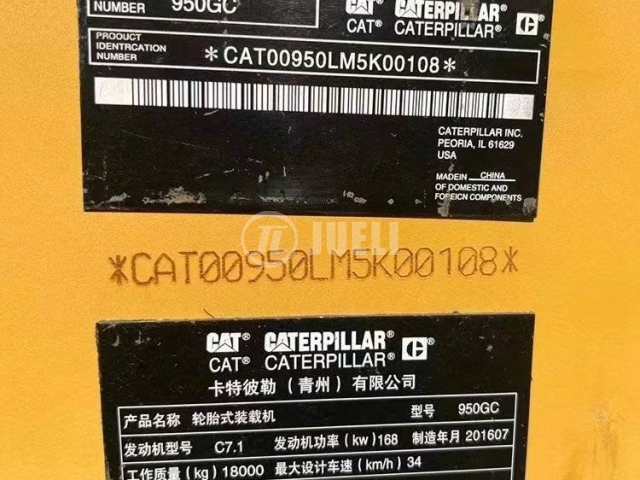 NUMBER 950GC
CAT CATERPILLAR
CAT® CATERPILLAR® C®
PRODUCT
IDENTRCATION
NUMBER
*CAT00950LM5K00108*
CATERPILLAR INC.
PEORIA, IL 61629
USA
MADE IN CHINA
OF DOMESTIC AND
FOREIGN COMPONENTS
JUELI
*CAT00950LM5K00108*
CAT CATERPILLAR®
CAT® CATERPILLAR® C®
卡特彼勒（青州）有限公司
产品名称 轮胎式装载机 型号 950GC
发动机型号 C7.1 发动机功率（kw）168 制造年月 201607
工作质量（kg）18000 最大设计车速（km/h）34